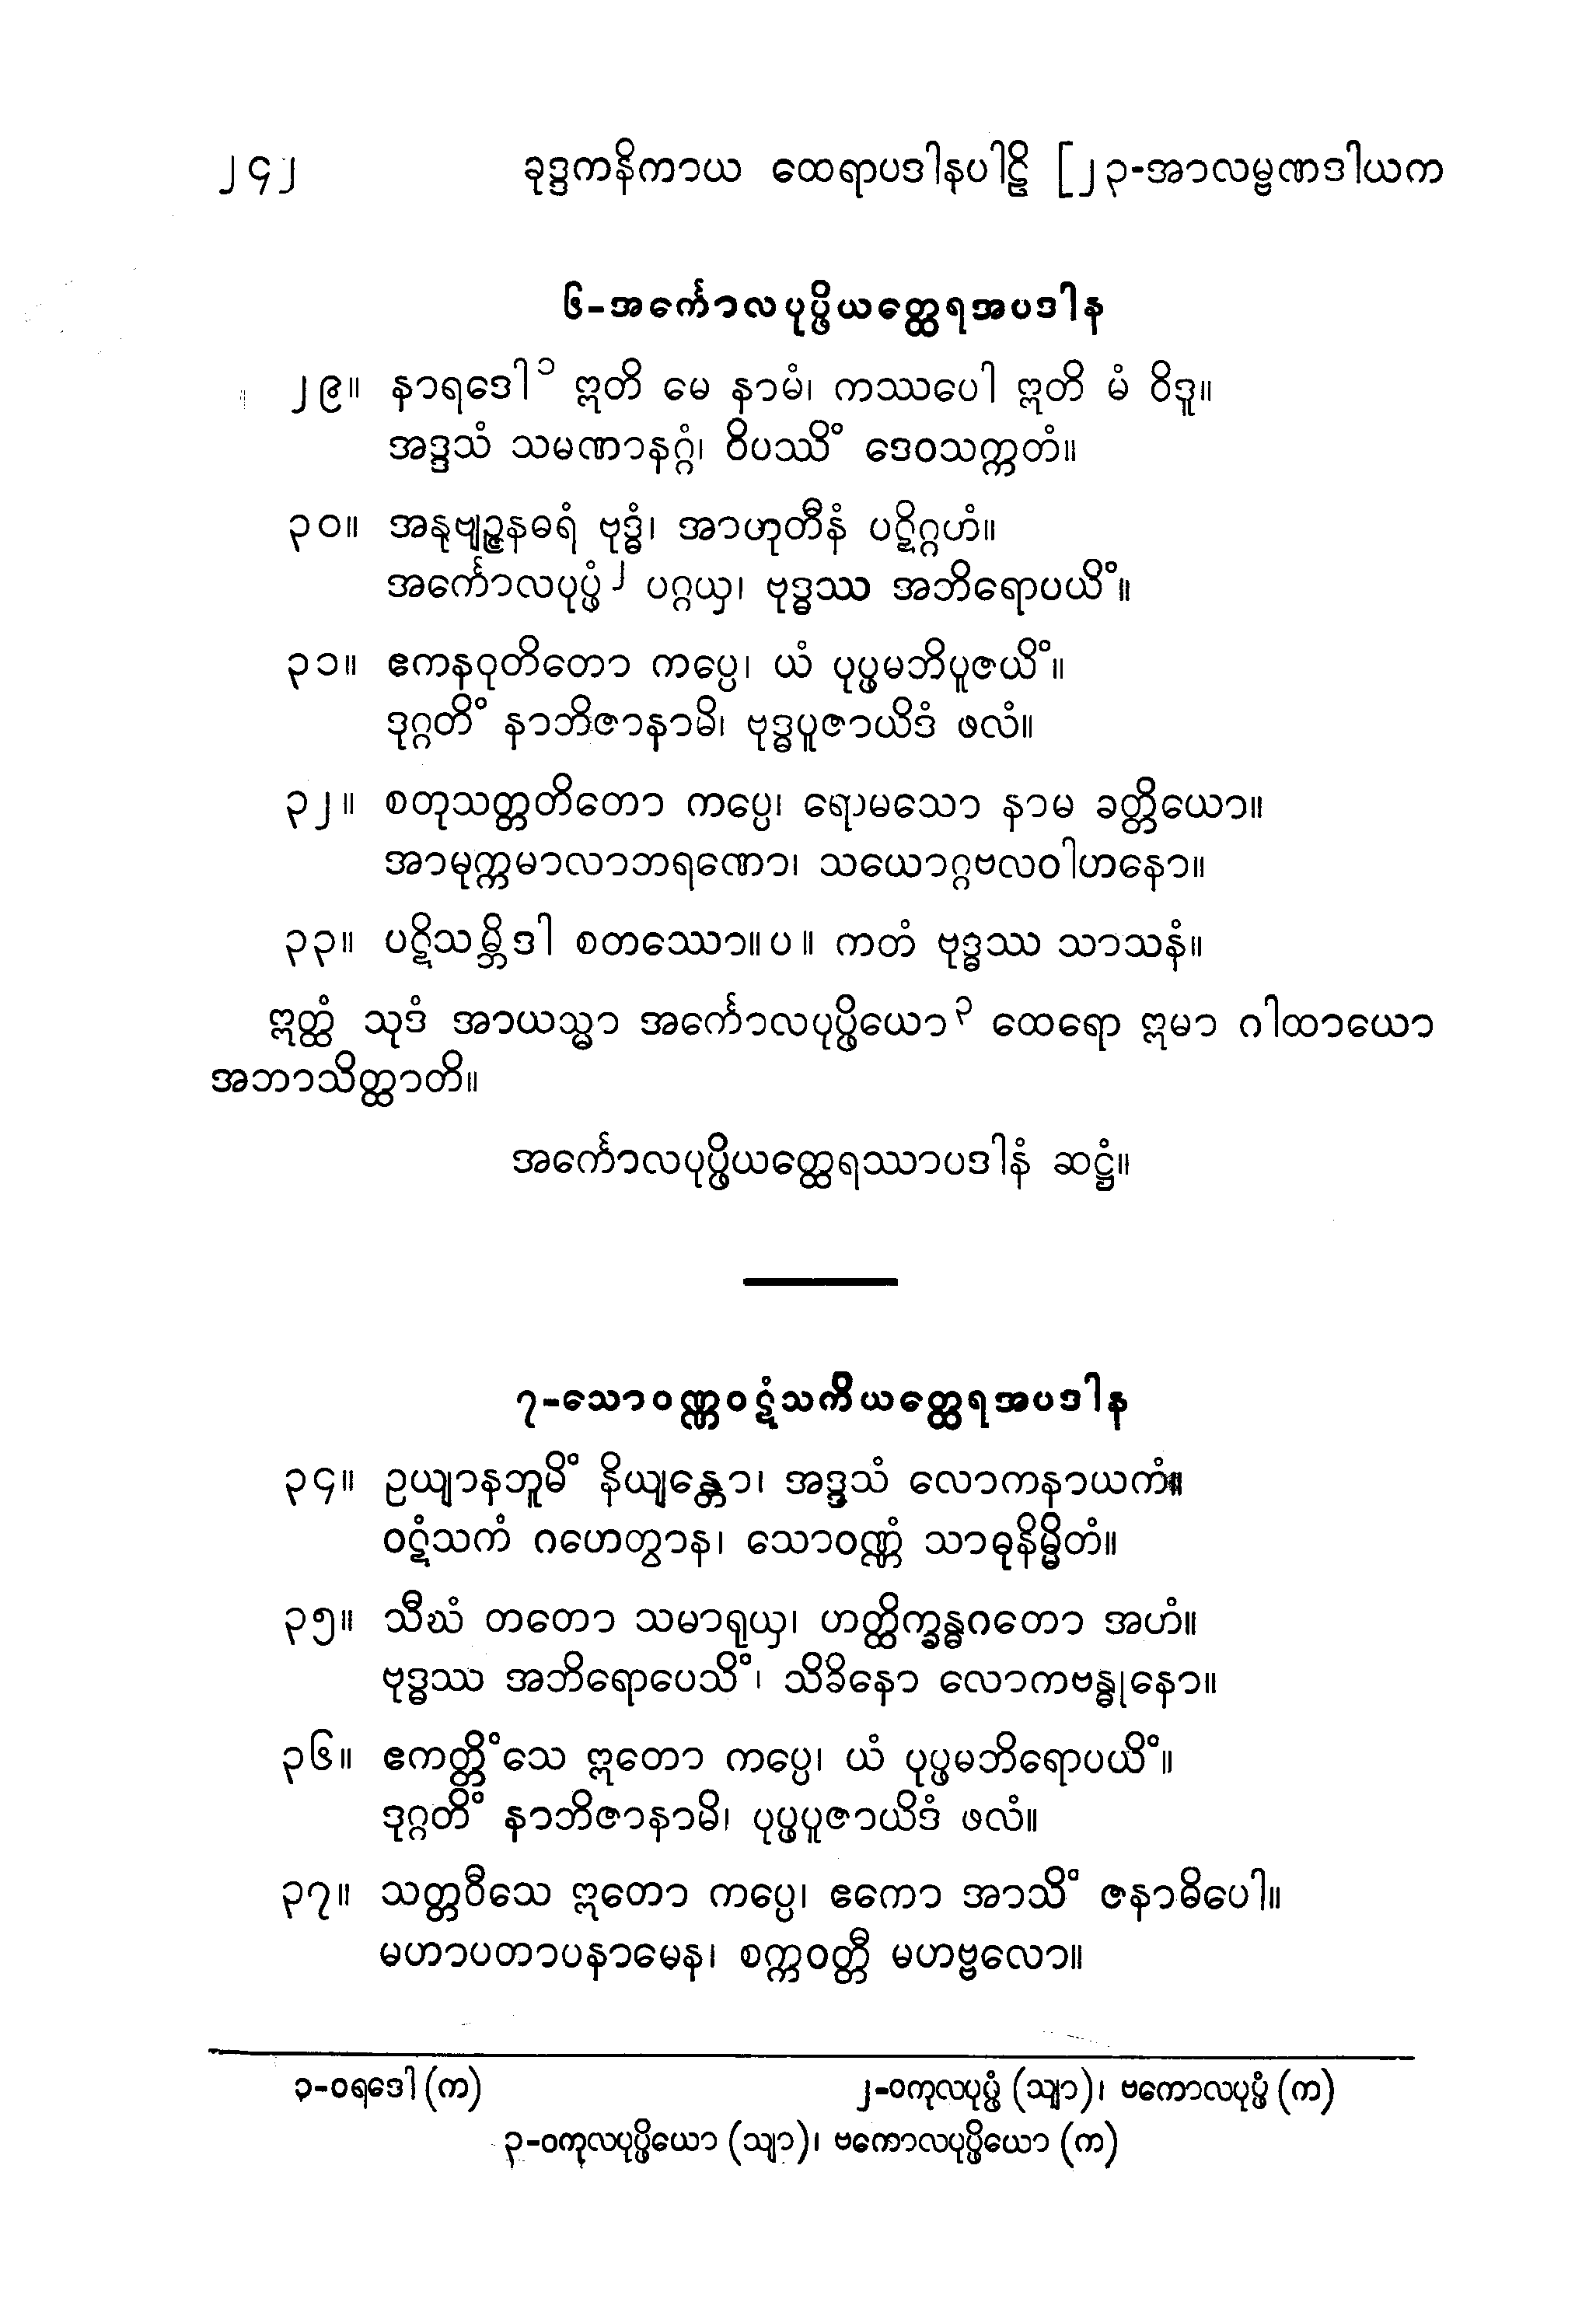 ၂၄၂ ခုဒ္ဒကနိကာယ ထေရာပဒါနပါဠိ [၂၃-အာလမ္ဗဏဒါယက
၆-အင်္ကောလပုပ္ဖိယတ္ထေရအပဒါန
၂၉။ နာရဒေါ၁ ဣတိ မေ နာမံ၊ ကဿပေါ ဣတိ မံ ဝိဒူ။
အဒ္ဒသံ သမဏာနဂ္ဂံ၊ ဝိပဿိံ ဒေဝသက္ကတံ။
၃၀။ အနုဗျဉ္ဇနဓရံ ဗုဒ္ဓံ၊ အာဟုတီနံ ပဋိဂ္ဂဟံ။
အင်္ကောလပုပ္ဖံ၂ ပဂ္ဂယှ၊ ဗုဒ္ဓဿ အဘိရောပယိံ။
၃၁။ ဧကနဝုတိတော ကပ္ပေ၊ ယံ ပုပ္ဖမဘိပူဇယိံ။
ဒုဂ္ဂတိံ နာဘိဇာနာမိ၊ ဗုဒ္ဓပူဇာယိဒံ ဖလံ။
၃၂။ စတုသတ္တတိတော ကပ္ပေ၊ ရောမသော နာမ ခတ္တိယော။
အာမုက္ကမာလာဘရဏော၊ သယောဂ္ဂဗလဝါဟနော။
၃၃။ ပဋိသမ္ဘိဒါ စတဿော။ပ။ ကတံ ဗုဒ္ဓဿ သာသနံ။
ဣတ္ထံ သုဒံ အာယသ္မာ အင်္ကောလပုပ္ဖိယော၃ ထေရော ဣမာ ဂါထာယော
အဘာသိတ္ထာတိ။
အင်္ကောလပုပ္ဖိယတ္ထေရဿာပဒါနံ ဆဋ္ဌံ။
၇-သောဝဏ္ဏဝဋံသကိယတ္ထေရအပဒါန
၃၄။ ဥယျာနဘူမိံ နိယျန္တော၊ အဒ္ဒသံ လောကနာယကံ။
ဝဋံသကံ ဂဟေတွာန၊ သောဝဏ္ဏံ သာဓုနိမ္မိတံ။
၃၅။ သီဃံ တတော သမာရုယှ၊ ဟတ္ထိက္ခန္ဓဂတော အဟံ။
ဗုဒ္ဓဿ အဘိရောပေသိံ၊ သိခိနော လောကဗန္ဓုနော။
၃၆။ ဧကတ္တိံသေ ဣတော ကပ္ပေ၊ ယံ ပုပ္ဖမဘိရောပယိံ။
ဒုဂ္ဂတိံ နာဘိဇာနာမိ၊ ပုပ္ဖပူဇာယိဒံ ဖလံ။
၃၇။ သတ္တဝီသေ ဣတော ကပ္ပေ၊ ဧကော အာသိံ ဇနာဓိပေါ။
မဟာပတာပနာမေန၊ စက္ကဝတ္တီ မဟဗ္ဗလော။
၁-ဝရဒေါ (က) ၂-ဝကုလပုပ္ဖံ (သျာ)၊ ဗကောလပုပ္ဖံ (က)
၃-ဝကုလပုပ္ဖိယော (သျာ)၊ ဗကောလပုပ္ဖိယော (က)